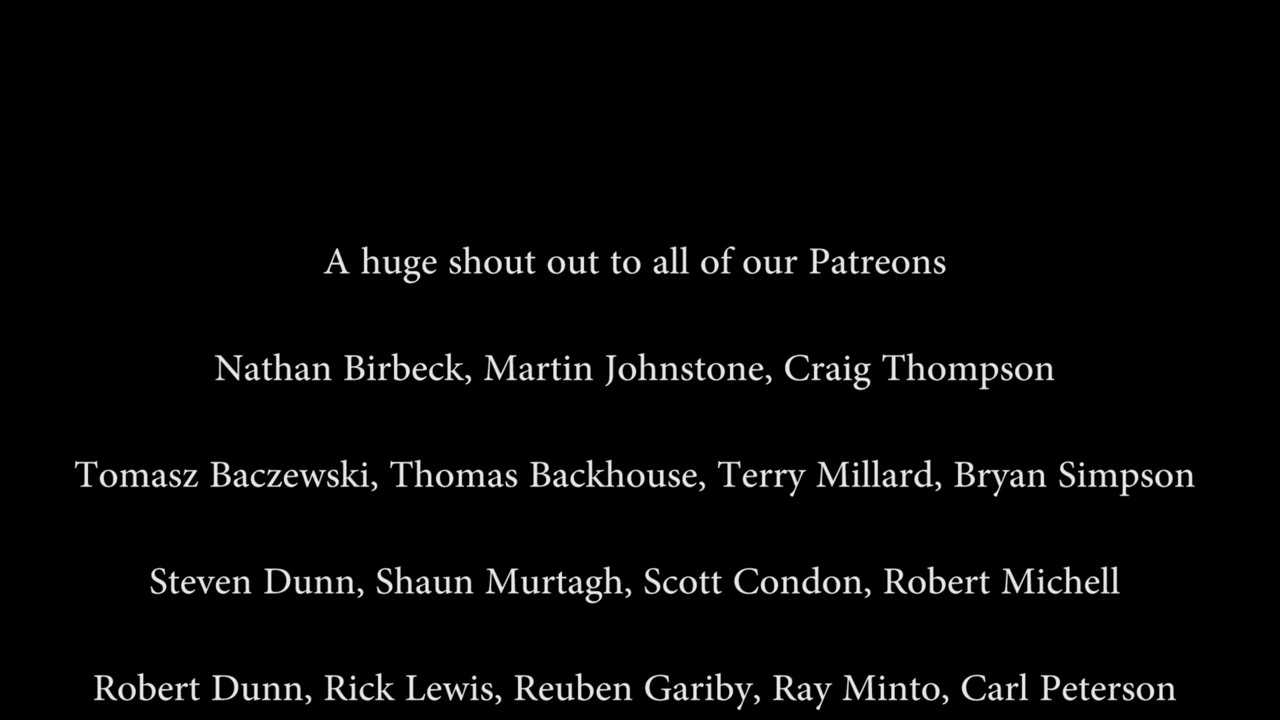 A huge shout out to all of our Patreons
Nathan Birbeck, Martin Johnstone, Craig Thompson
Tomasz Baczewski, Thomas Backhouse, Terry Millard, Bryan Simpson
Steven Dunn, Shaun Murtagh, Scott Condon, Robert Michell
Robert Dunn, Rick Lewis, Reuben Gariby, Ray Minto, Carl Peterson